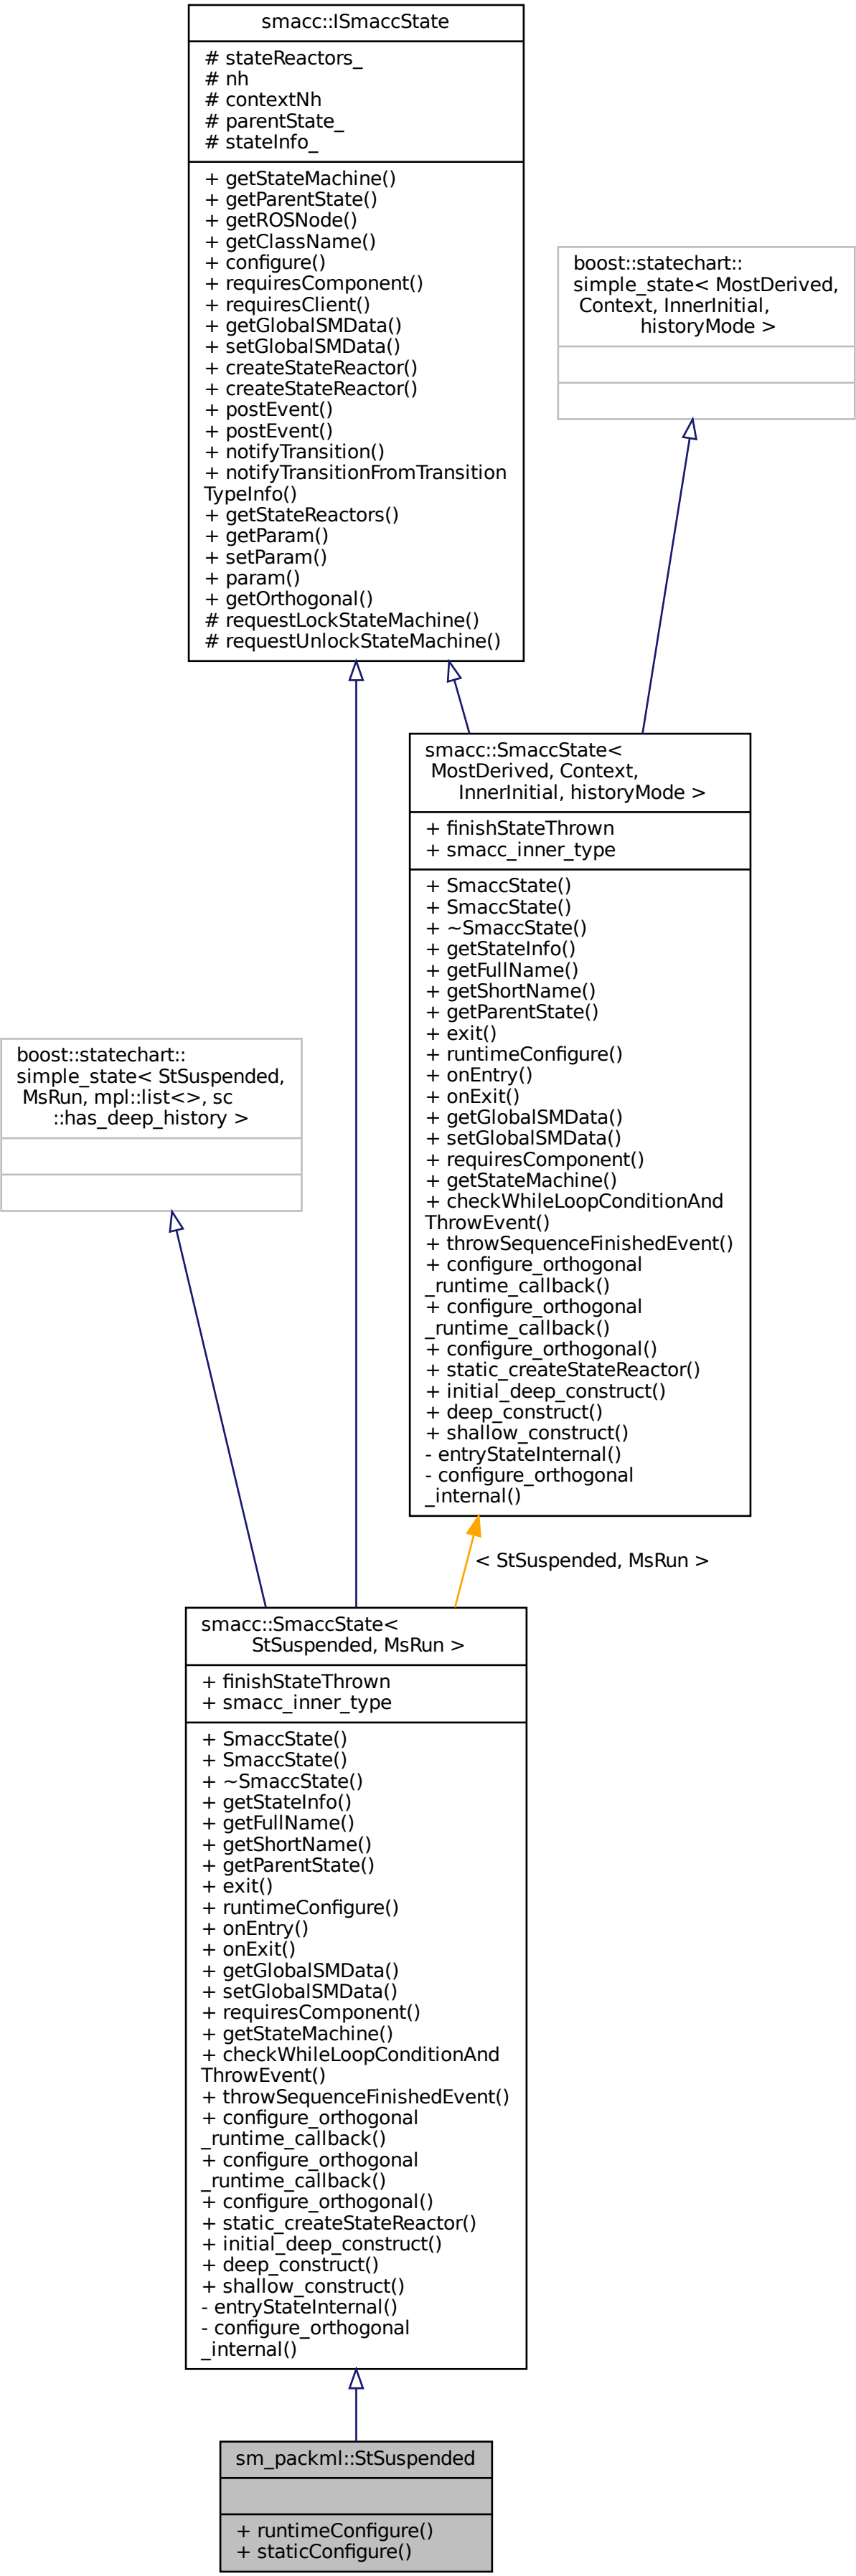 smacc::ISmaccState
# stateReactors_
# nh
# contextNh
# parentState_
# stateInfo_
+ getStateMachine()
+ getParentState()
+ getROSNode()
+ getClassName()
+ configure()
+ requiresComponent()
+ requiresClient()
+ getGlobalSMData()
+ setGlobalSMData()
+ createStateReactor()
+ createStateReactor()
+ postEvent()
+ postEvent()
+ notifyTransition()
+ notifyTransitionFromTransition
TypeInfo()
+ getStateReactors()
+ getParam()
+ setParam()
+ param()
+ getOrthogonal()
# requestLockStateMachine()
# requestUnlockStateMachine()
boost::statechart::
simple_state< MostDerived,
Context, InnerInitial,
historyMode >
smacc::SmaccState<
MostDerived, Context,
InnerInitial, historyMode >
+ finishStateThrown
+ smacc_inner_type
+ SmaccState()
+ SmaccState()
+ ~SmaccState()
+ getStateInfo()
+ getFullName()
+ getShortName()
+ getParentState()
+ exit()
+ runtimeConfigure()
+ onEntry()
+ onExit()
+ getGlobalSMData()
+ setGlobalSMData()
+ requiresComponent()
+ getStateMachine()
+ checkWhileLoopConditionAnd
ThrowEvent()
+ throwSequenceFinishedEvent()
+ configure_orthogonal
_runtime_callback()
+ configure_orthogonal
_runtime_callback()
+ configure_orthogonal()
+ static_createStateReactor()
+ initial_deep_construct()
+ deep_construct()
+ shallow_construct()
- entryStateInternal()
- configure_orthogonal
_internal()
boost::statechart::
simple_state< StSuspended,
MsRun, mpl::list<>, sc
::has_deep_history >
< StSuspended, MsRun >
smacc::SmaccState<
StSuspended, MsRun >
+ finishStateThrown
+ smacc_inner_type
+ SmaccState()
+ SmaccState()
+ ~SmaccState()
+ getStateInfo()
+ getFullName()
+ getShortName()
+ getParentState()
+ exit()
+ runtimeConfigure()
+ onEntry()
+ onExit()
+ getGlobalSMData()
+ setGlobalSMData()
+ requiresComponent()
+ getStateMachine()
+ checkWhileLoopConditionAnd
ThrowEvent()
+ throwSequenceFinishedEvent()
+ configure_orthogonal
_runtime_callback()
+ configure_orthogonal
_runtime_callback()
+ configure_orthogonal()
+ static_createStateReactor()
+ initial_deep_construct()
+ deep_construct()
+ shallow_construct()
- entryStateInternal()
- configure_orthogonal
_internal()
sm_packml::StSuspended
+ runtimeConfigure()
+ staticConfigure()